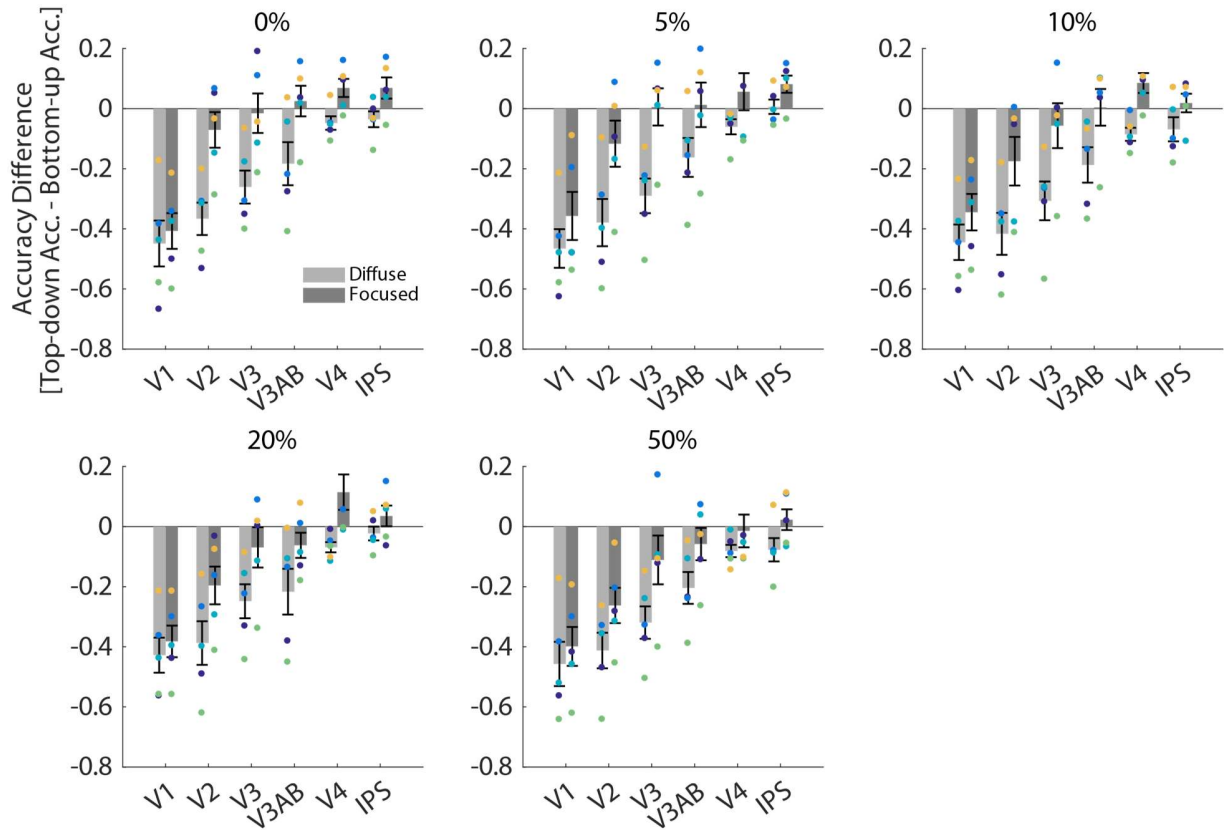 0%
5%
10%
Accuracy Difference
[Top-down Acc. - Bottom-up Acc.]
0.2
0
-0.2
-0.4
-0.6
-0.8
Diffuse
Focused
V1
V2
V3
V3AB
V4
IPS
0.2
0
-0.2
-0.4
-0.6
-0.8
V1
V2
V3
V3AB
V4
IPS
0.2
0
-0.2
-0.4
-0.6
-0.8
V1
V2
V3
V3AB
V4
IPS
20%
50%
0.2
0
-0.2
-0.4
-0.6
-0.8
V1
V2
V3
V3AB
V4
IPS
0.2
0
-0.2
-0.4
-0.6
-0.8
V1
V2
V3
V3AB
V4
IPS